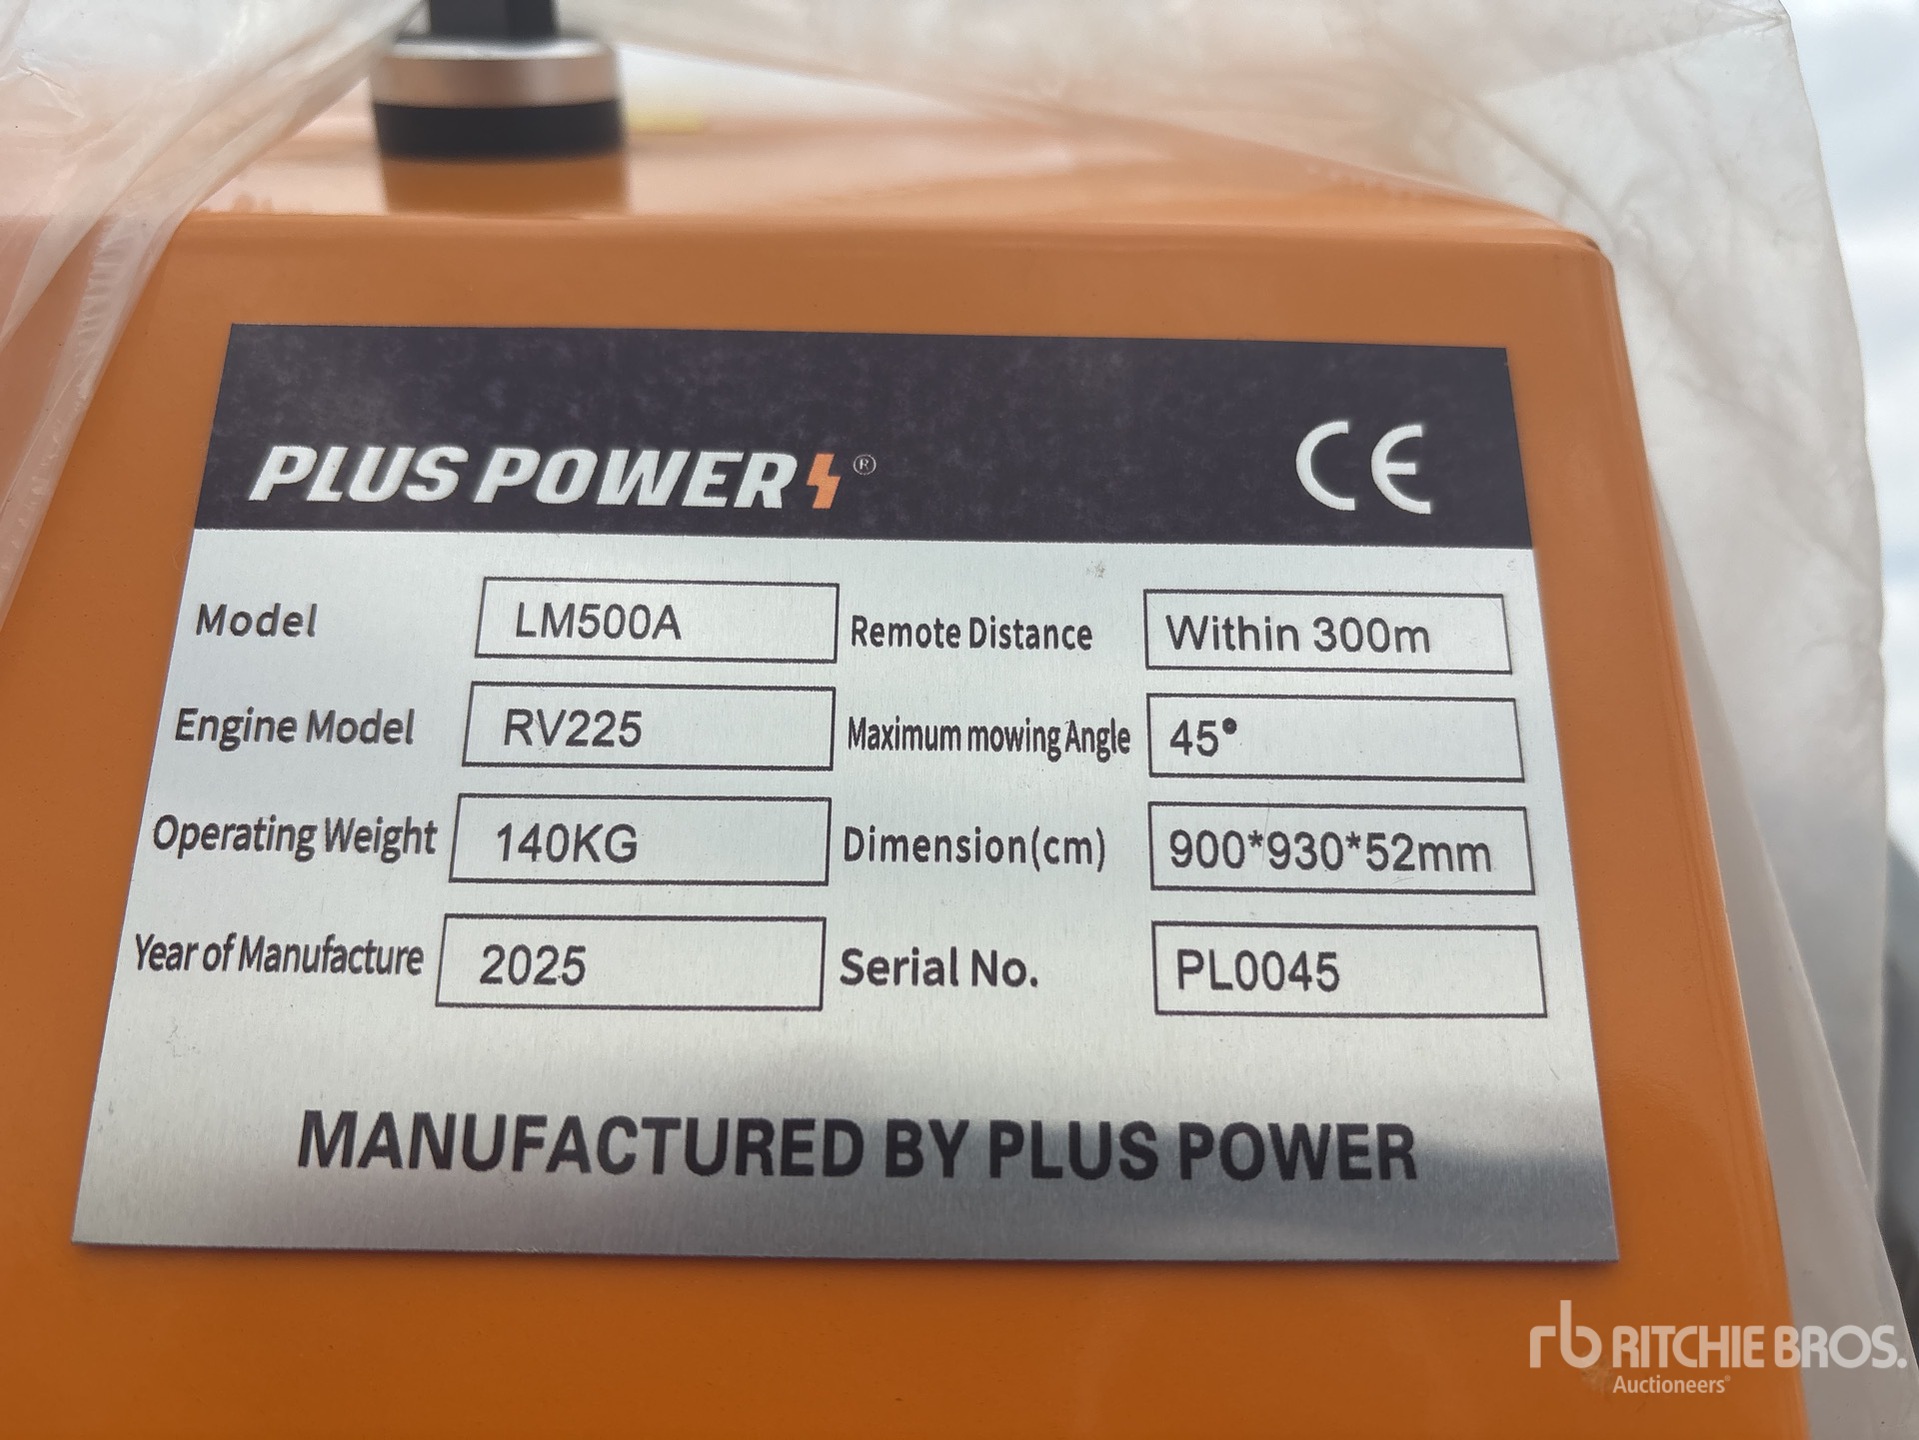 PLUS POWER ® CE
Model LM500A Remote Distance Within 300m
Engine Model RV225 Maximum mowing Angle 45°
Operating Weight 140KG Dimension(cm) 900*930*52mm
Year of Manufacture 2025 Serial No. PL0045
MANUFACTURED BY PLUS POWER
rb RITCHIE BROS.
Auctioneers®